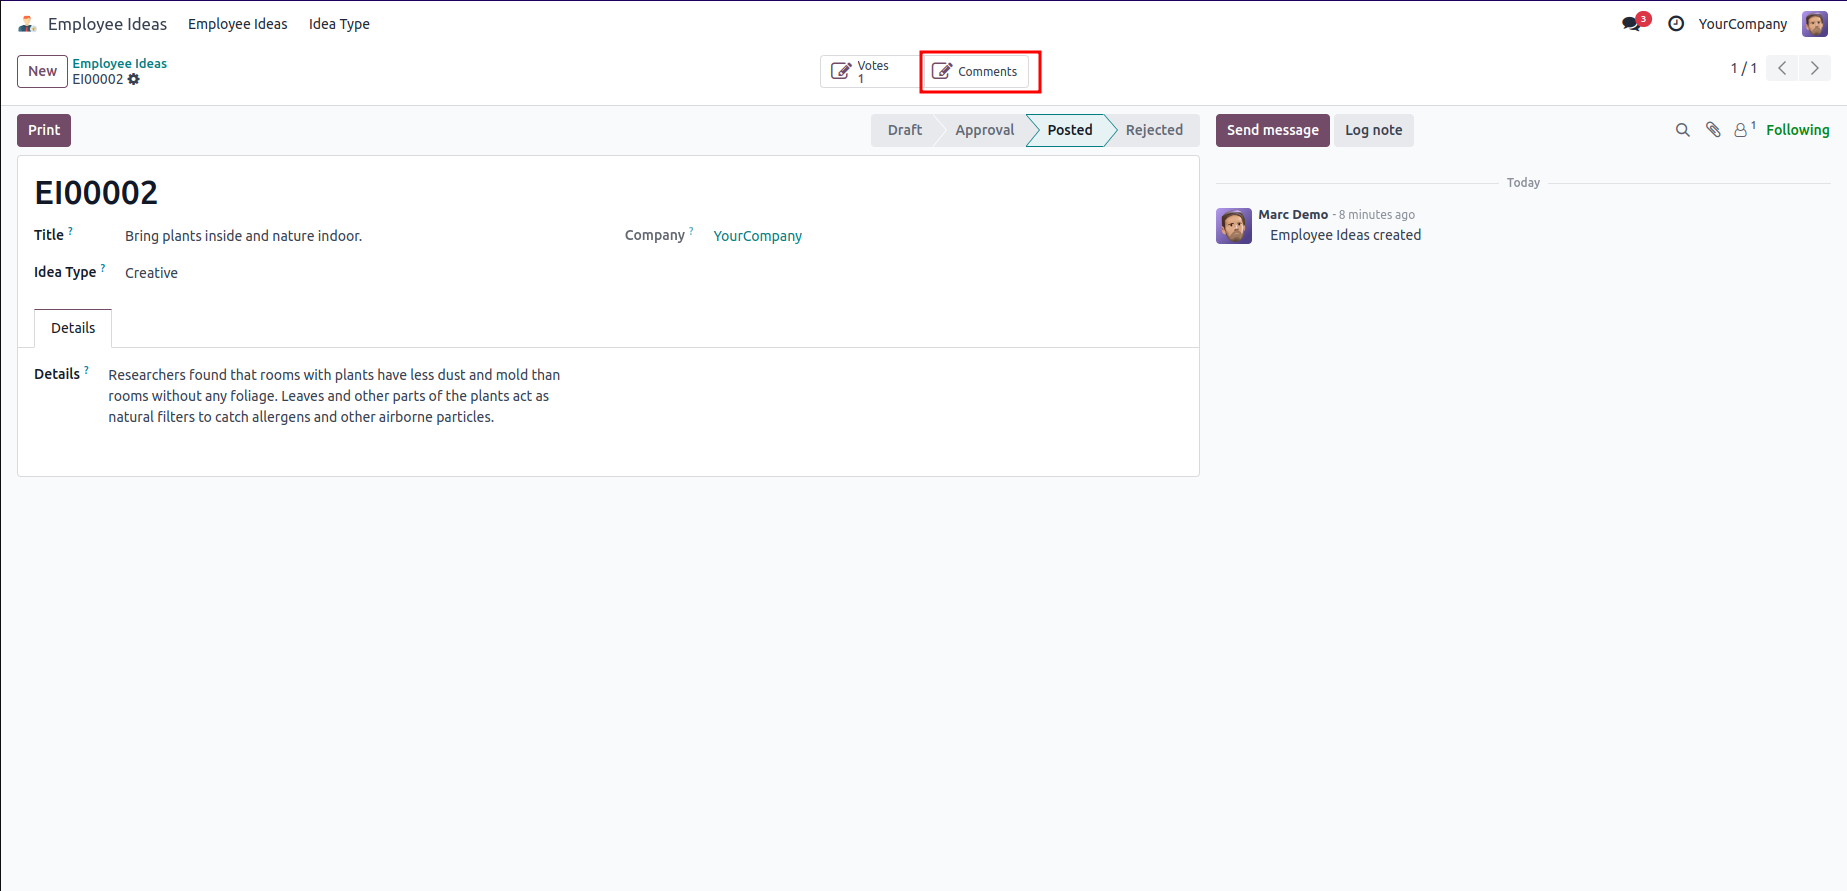 Employee Ideas Employee Ideas Idea Type 3 YourCompany
New Employee Ideas
EI00002
Votes
1
Comments
1 / 1
Print Draft Approval Posted Rejected Send message Log note 1 Following
EI00002
Today
Title ? Bring plants inside and nature indoor. Company ? YourCompany
Marc Demo - 8 minutes ago
Employee Ideas created
Idea Type ? Creative
Details
Details ? Researchers found that rooms with plants have less dust and mold than
rooms without any foliage. Leaves and other parts of the plants act as
natural filters to catch allergens and other airborne particles.